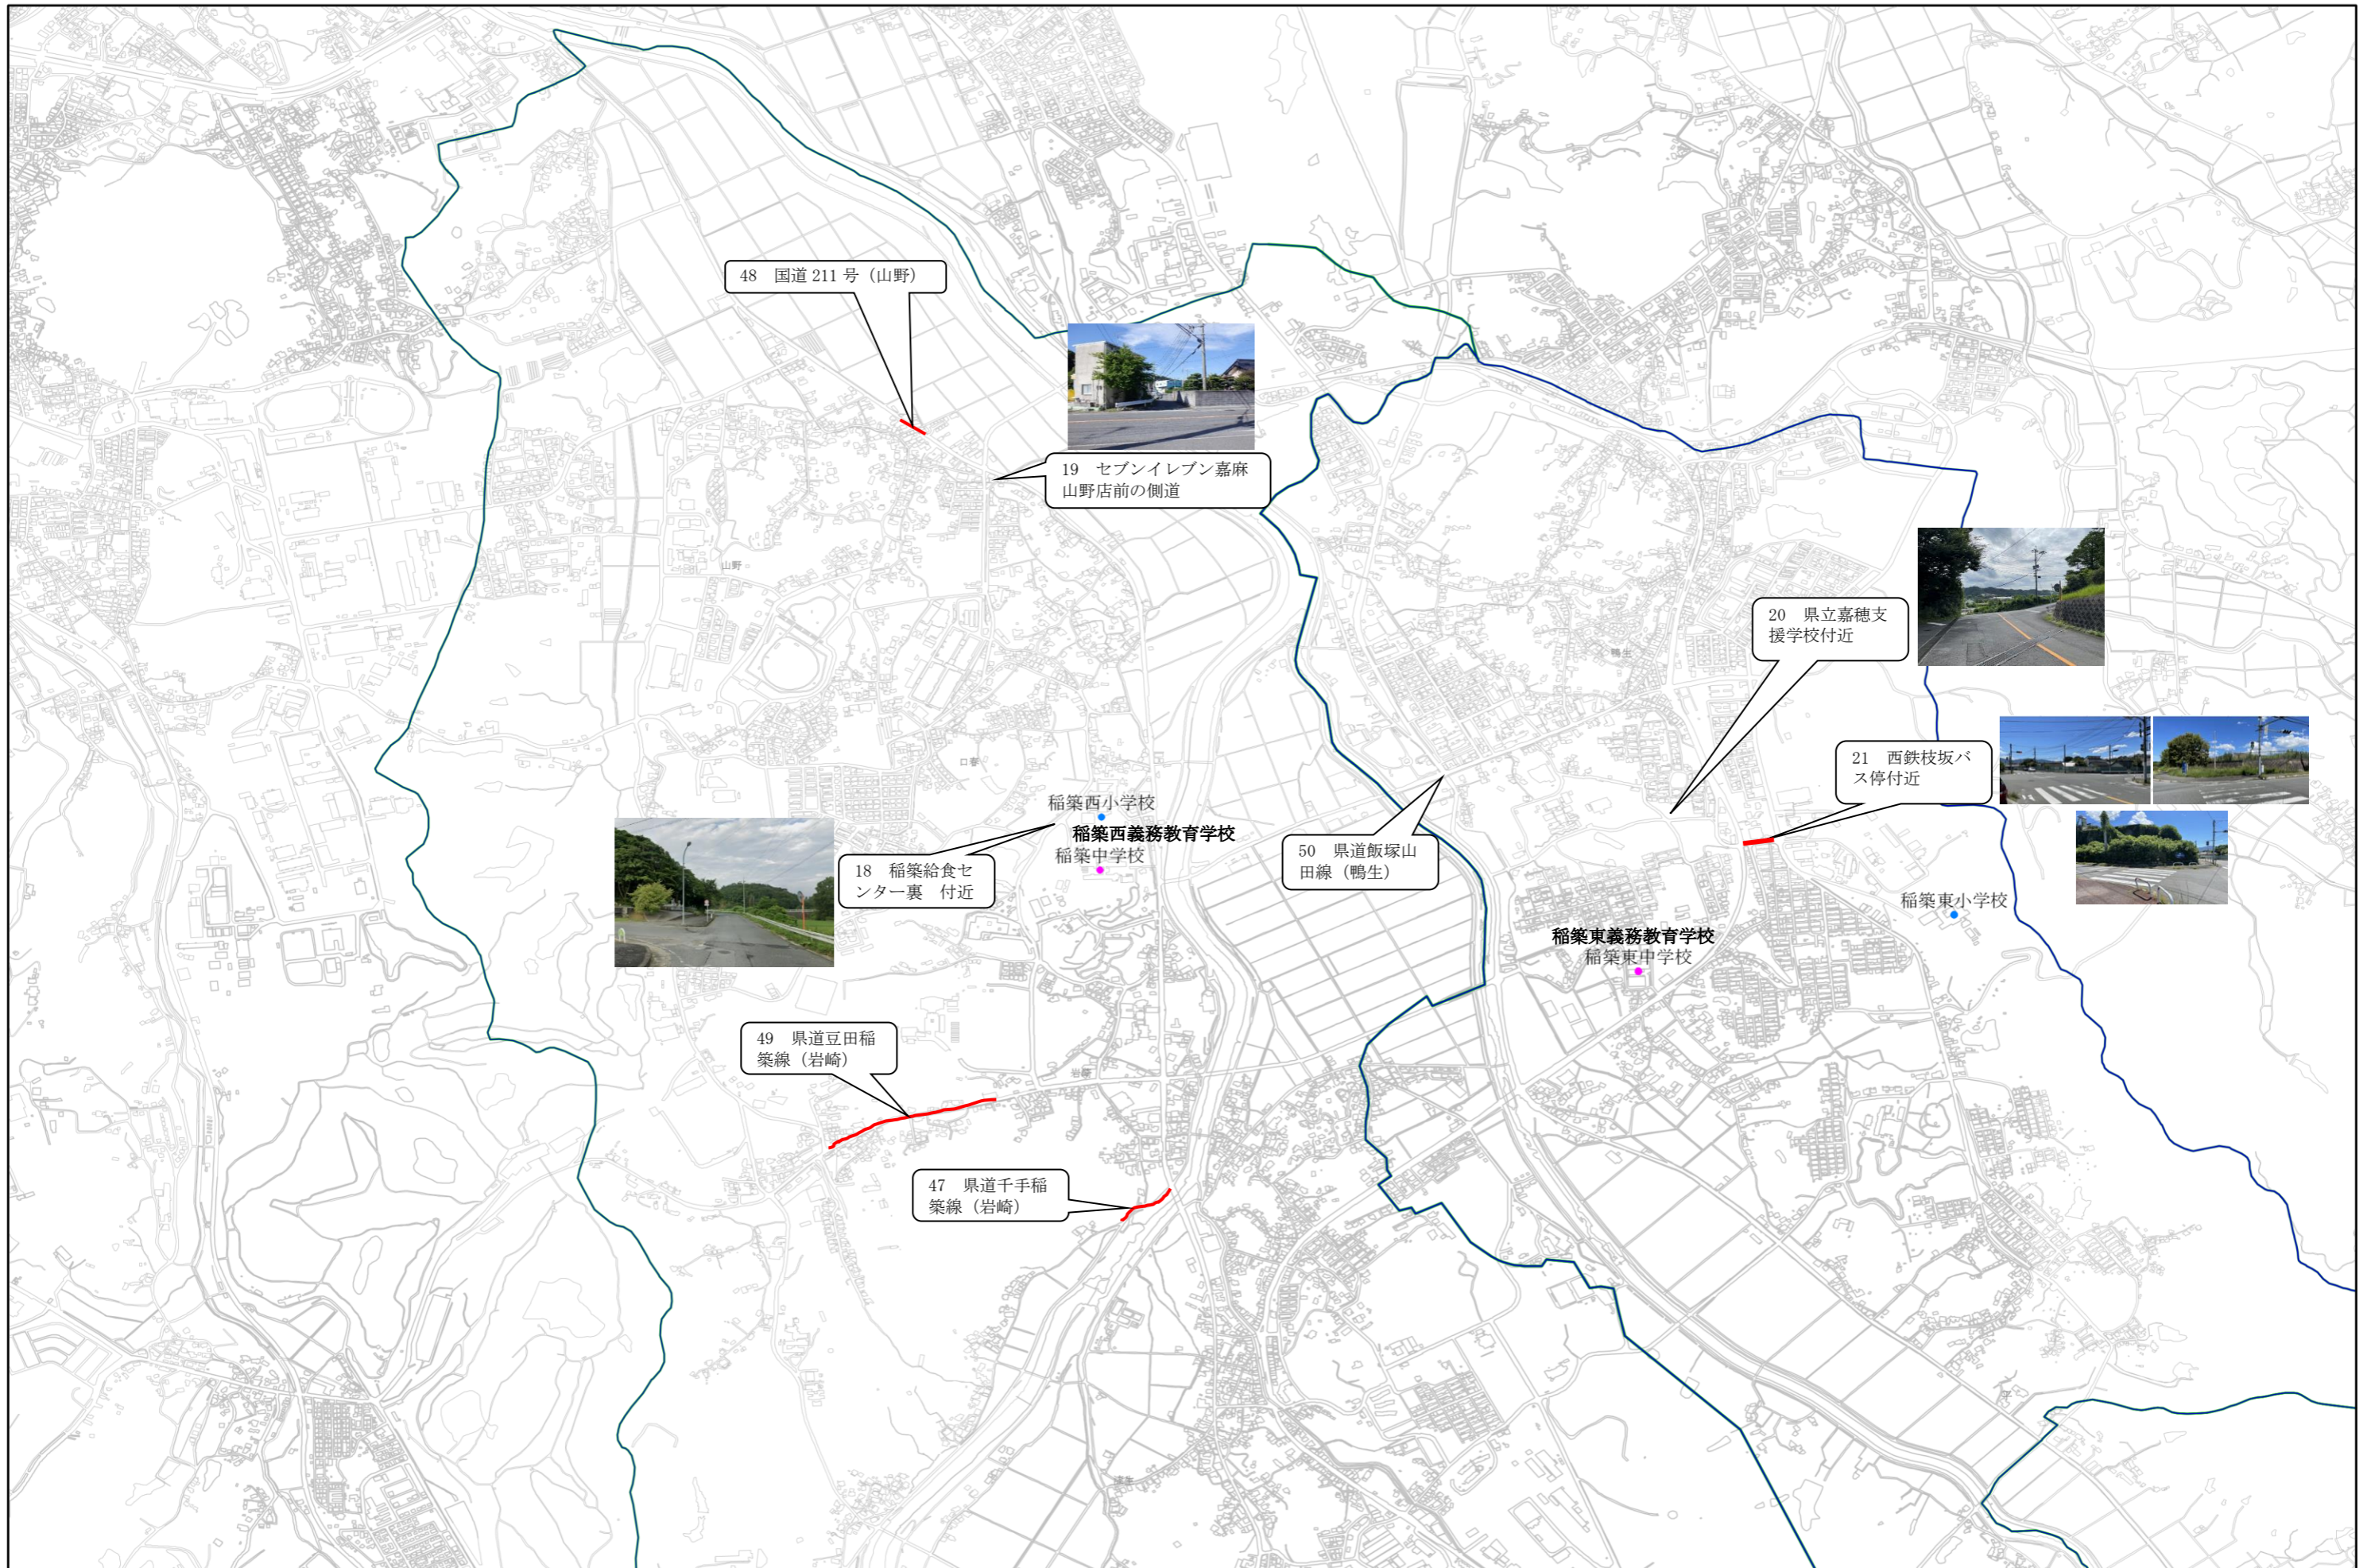 48　国道 211 号（山野）
19　セブンイレブン嘉麻
山野店前の側道
山野
20　県立嘉穂支
援学校付近
鴨生
21　西鉄枝坂バ
ス停付近
口春
稲築西小学校
稲築西義務教育学校
稲築中学校
18　稲築給食セ
ンター裏　付近
50　県道飯塚山
田線（鴨生）
稲築東小学校
稲築東義務教育学校
稲築東中学校
49　県道豆田稲
築線（岩崎）
岩崎
47　県道千手稲
築線（岩崎）